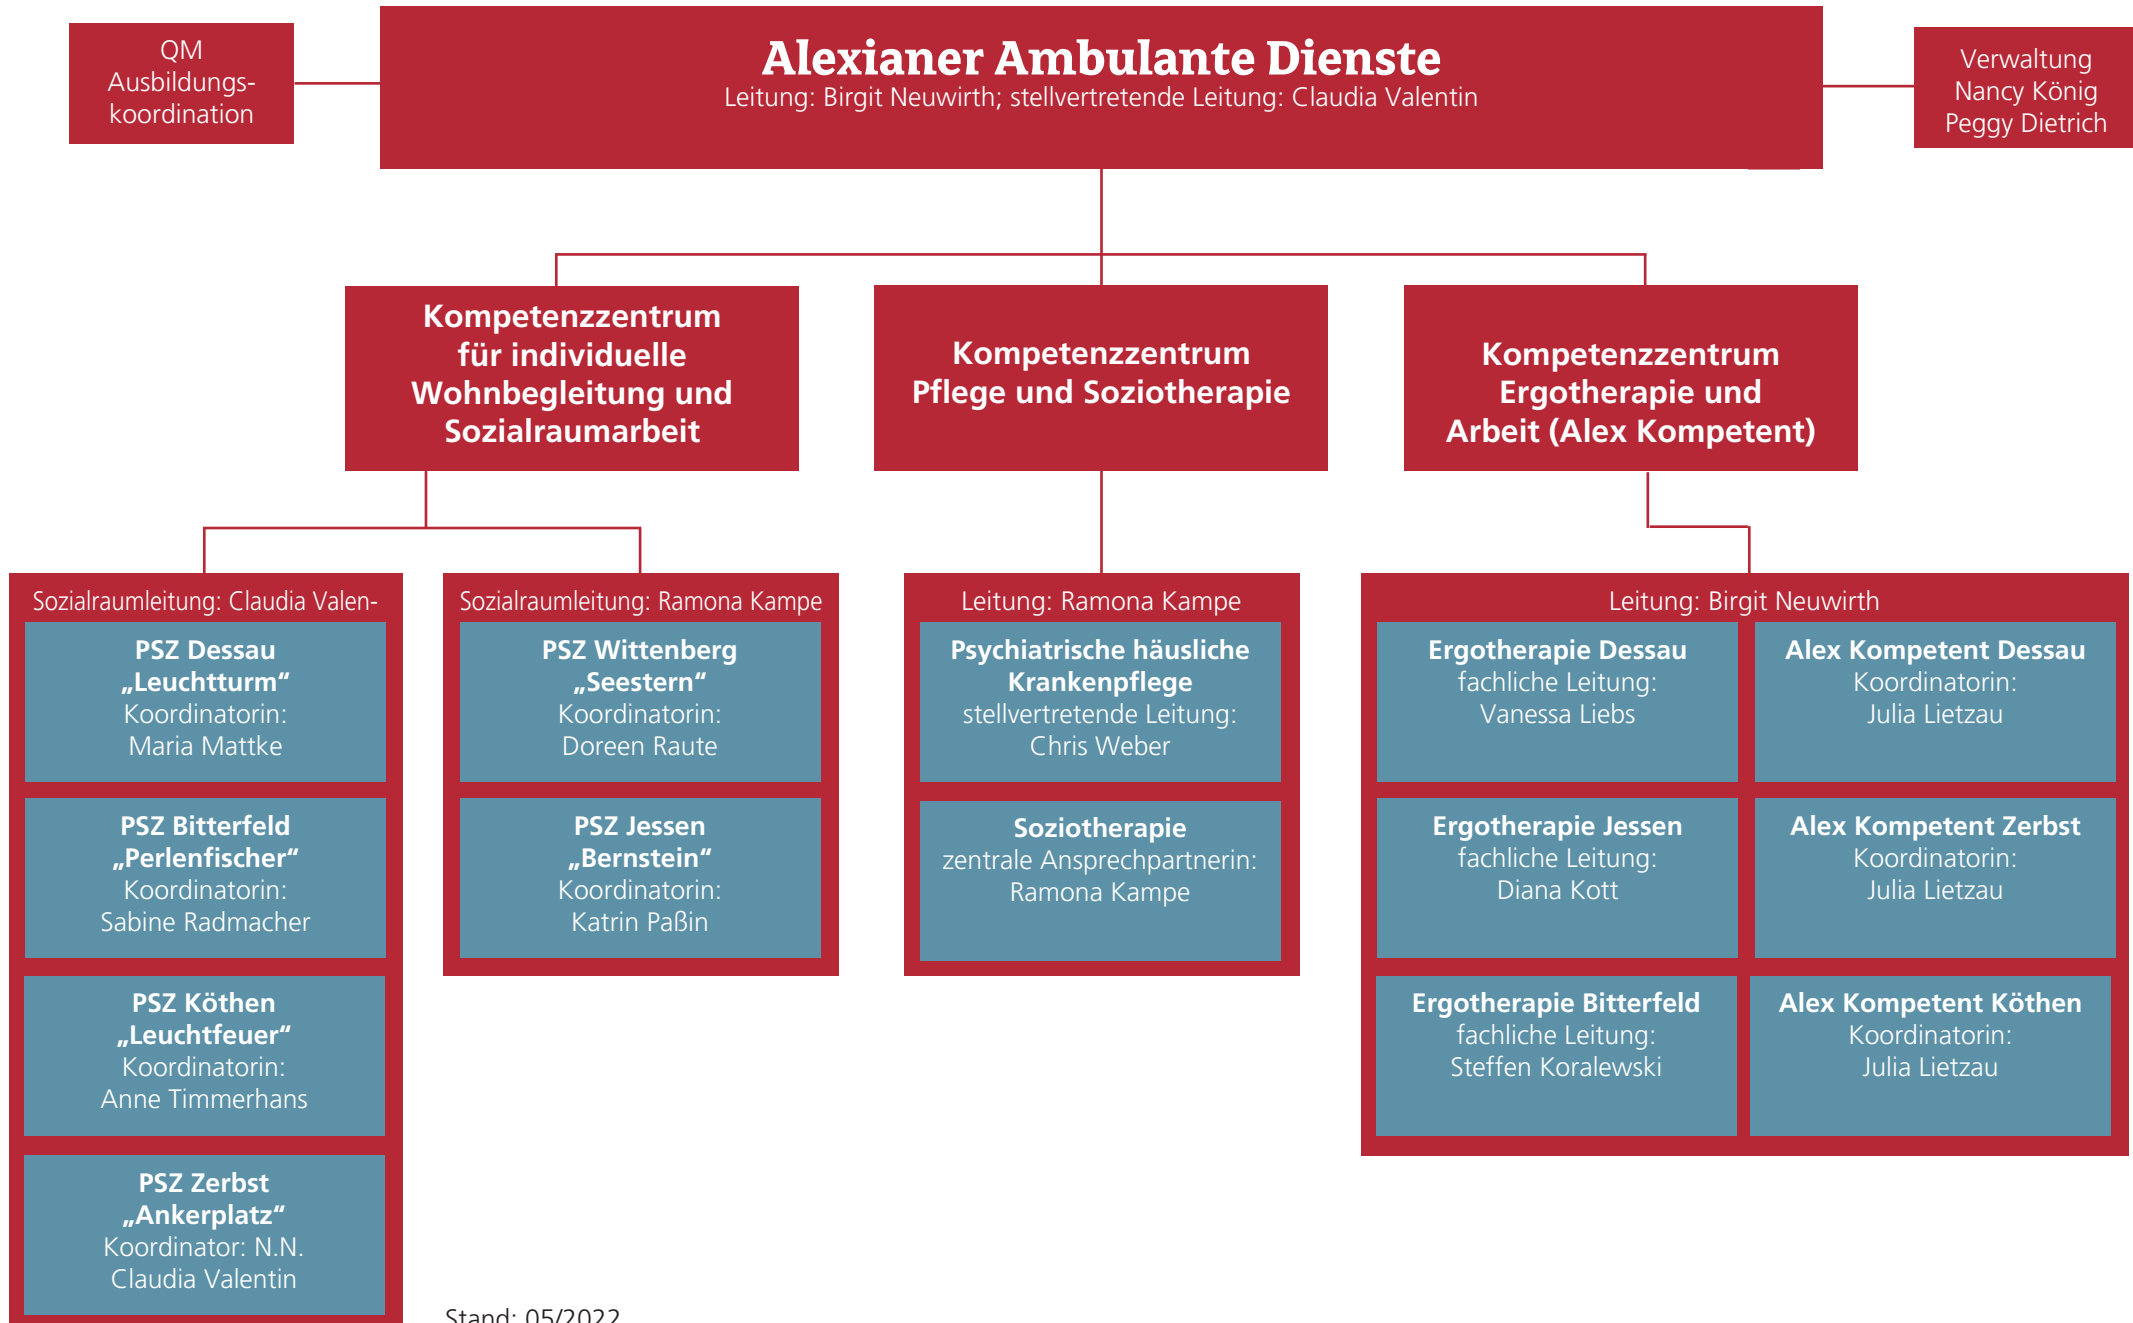 QM
Ausbildungs-
koordination
Alexianer Ambulante Dienste
Leitung: Birgit Neuwirth; stellvertretende Leitung: Claudia Valentin
Verwaltung
Nancy König
Peggy Dietrich
Kompetenzzentrum
für individuelle
Wohnbegleitung und
Sozialraumarbeit
Kompetenzzentrum
Pflege und Soziotherapie
Kompetenzzentrum
Ergotherapie und
Arbeit (Alex Kompetent)
Sozialraumleitung: Claudia Valen-
PSZ Dessau
„Leuchtturm“
Koordinatorin:
Maria Mattke
PSZ Bitterfeld
„Perlenfischer“
Koordinatorin:
Sabine Radmacher
PSZ Köthen
„Leuchtfeuer“
Koordinatorin:
Anne Timmerhans
PSZ Zerbst
„Ankerplatz“
Koordinator: N.N.
Claudia Valentin
Sozialraumleitung: Ramona Kampe
PSZ Wittenberg
„Seestern“
Koordinatorin:
Doreen Raute
PSZ Jessen
„Bernstein“
Koordinatorin:
Katrin Paßin
Leitung: Ramona Kampe
Psychiatrische häusliche
Krankenpflege
stellvertretende Leitung:
Chris Weber
Soziotherapie
zentrale Ansprechpartnerin:
Ramona Kampe
Leitung: Birgit Neuwirth
Ergotherapie Dessau
fachliche Leitung:
Vanessa Liebs
Alex Kompetent Dessau
Koordinatorin:
Julia Lietzau
Ergotherapie Jessen
fachliche Leitung:
Diana Kott
Alex Kompetent Zerbst
Koordinatorin:
Julia Lietzau
Ergotherapie Bitterfeld
fachliche Leitung:
Steffen Koralewski
Alex Kompetent Köthen
Koordinatorin:
Julia Lietzau
Stand: 05/2022